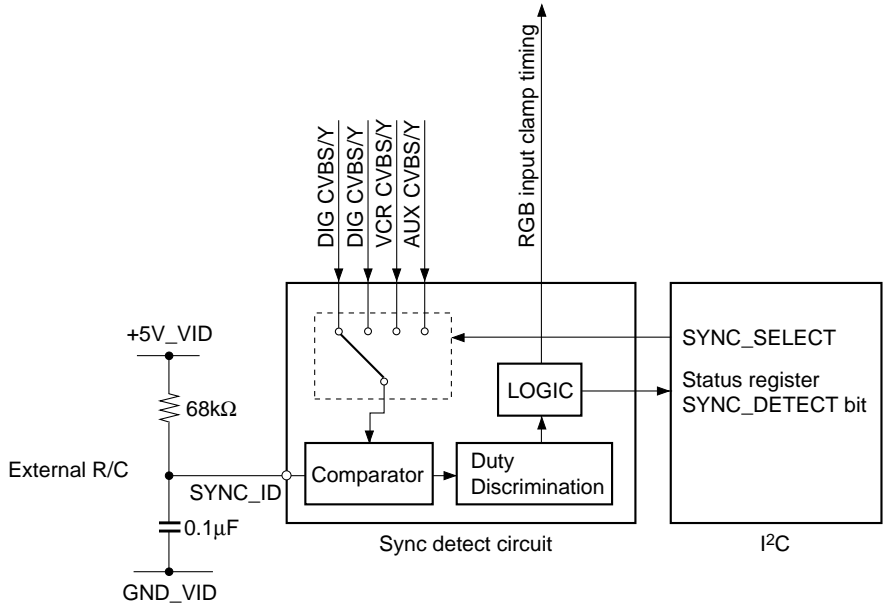 RGB input clamp timing
DIG CVBS/Y
DIG CVBS/Y
VCR CVBS/Y
AUX CVBS/Y
+5V_VID
68kΩ
External R/C
SYNC_ID
0.1µF
GND_VID
Comparator
Duty
Discrimination
LOGIC
Sync detect circuit
SYNC_SELECT
Status register
SYNC_DETECT bit
I²C